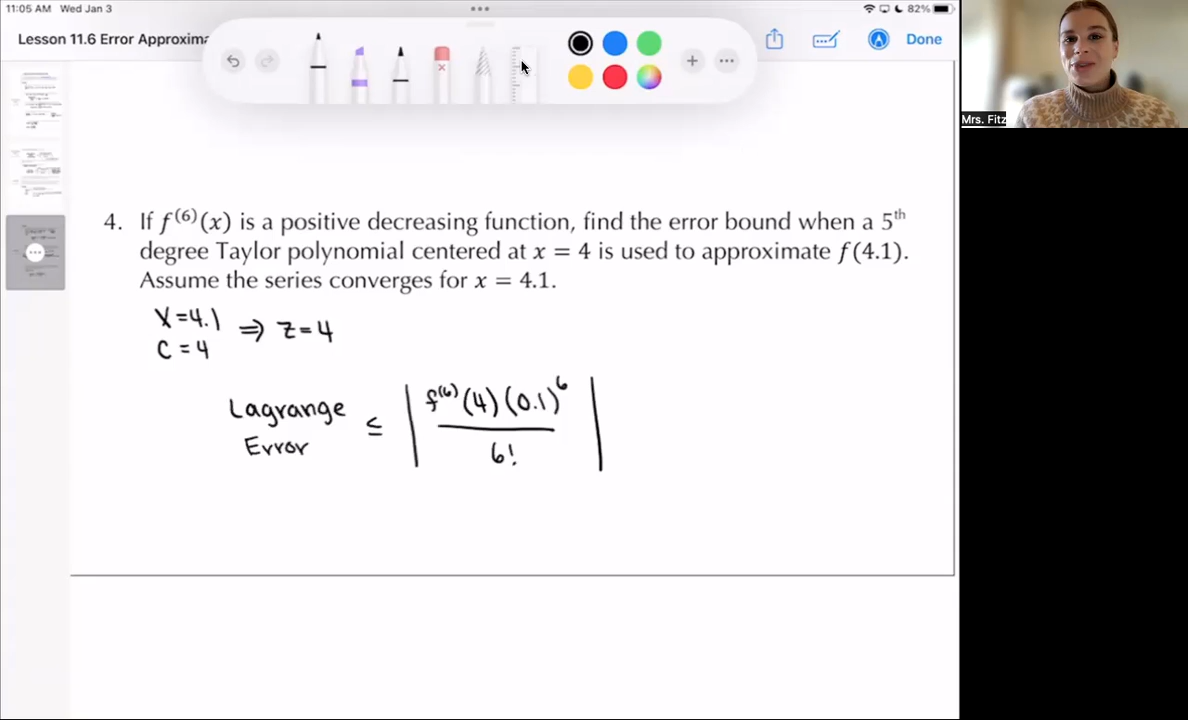 11:05 AM Wed Jan 3
82%
Lesson 11.6 Error Approxima
Done
Mrs. Fitz
4. If f⁽⁶⁾(x) is a positive decreasing function, find the error bound when a 5th
degree Taylor polynomial centered at x = 4 is used to approximate f(4.1).
Assume the series converges for x = 4.1.
X = 4.1
C = 4
⇒ z = 4
Lagrange Error ≤ | f⁽⁶⁾(4)(0.1)⁶ / 6! |